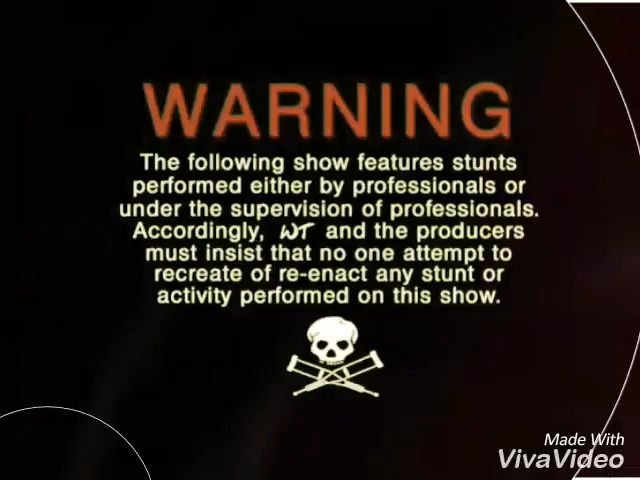 WARNING
The following show features stunts
performed either by professionals or
under the supervision of professionals.
Accordingly, WT and the producers
must insist that no one attempt to
recreate of re-enact any stunt or
activity performed on this show.
Made With
VivaVideo